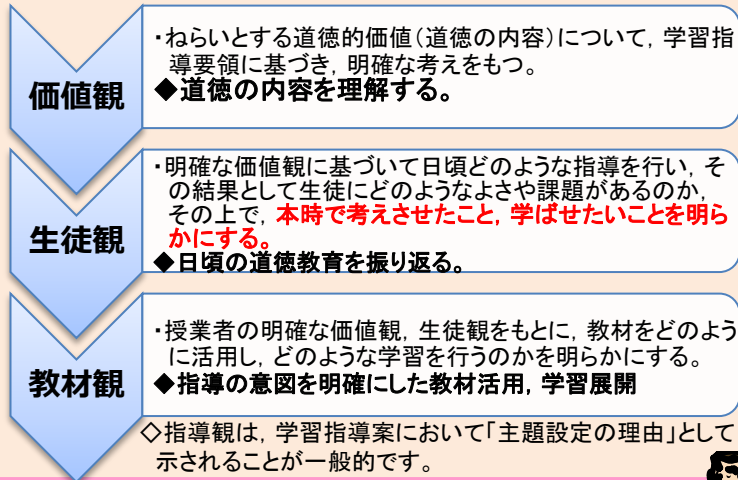 価値観
・ねらいとする道徳的価値（道徳の内容）について，学習指
導要領に基づき，明確な考えをもつ。
◆道徳の内容を理解する。
生徒観
・明確な価値観に基づいて日頃どのような指導を行い，そ
の結果として生徒にどのようなよさや課題があるのか，
その上で，本時で考えさせたこと，学ばせたいことを明ら
かにする。
◆日頃の道徳教育を振り返る。
教材観
・授業者の明確な価値観，生徒観をもとに，教材をどのよう
に活用し，どのような学習を行うのかを明らかにする。
◆指導の意図を明確にした教材活用，学習展開
◇指導観は，学習指導案において「主題設定の理由」として
示されることが一般的です。